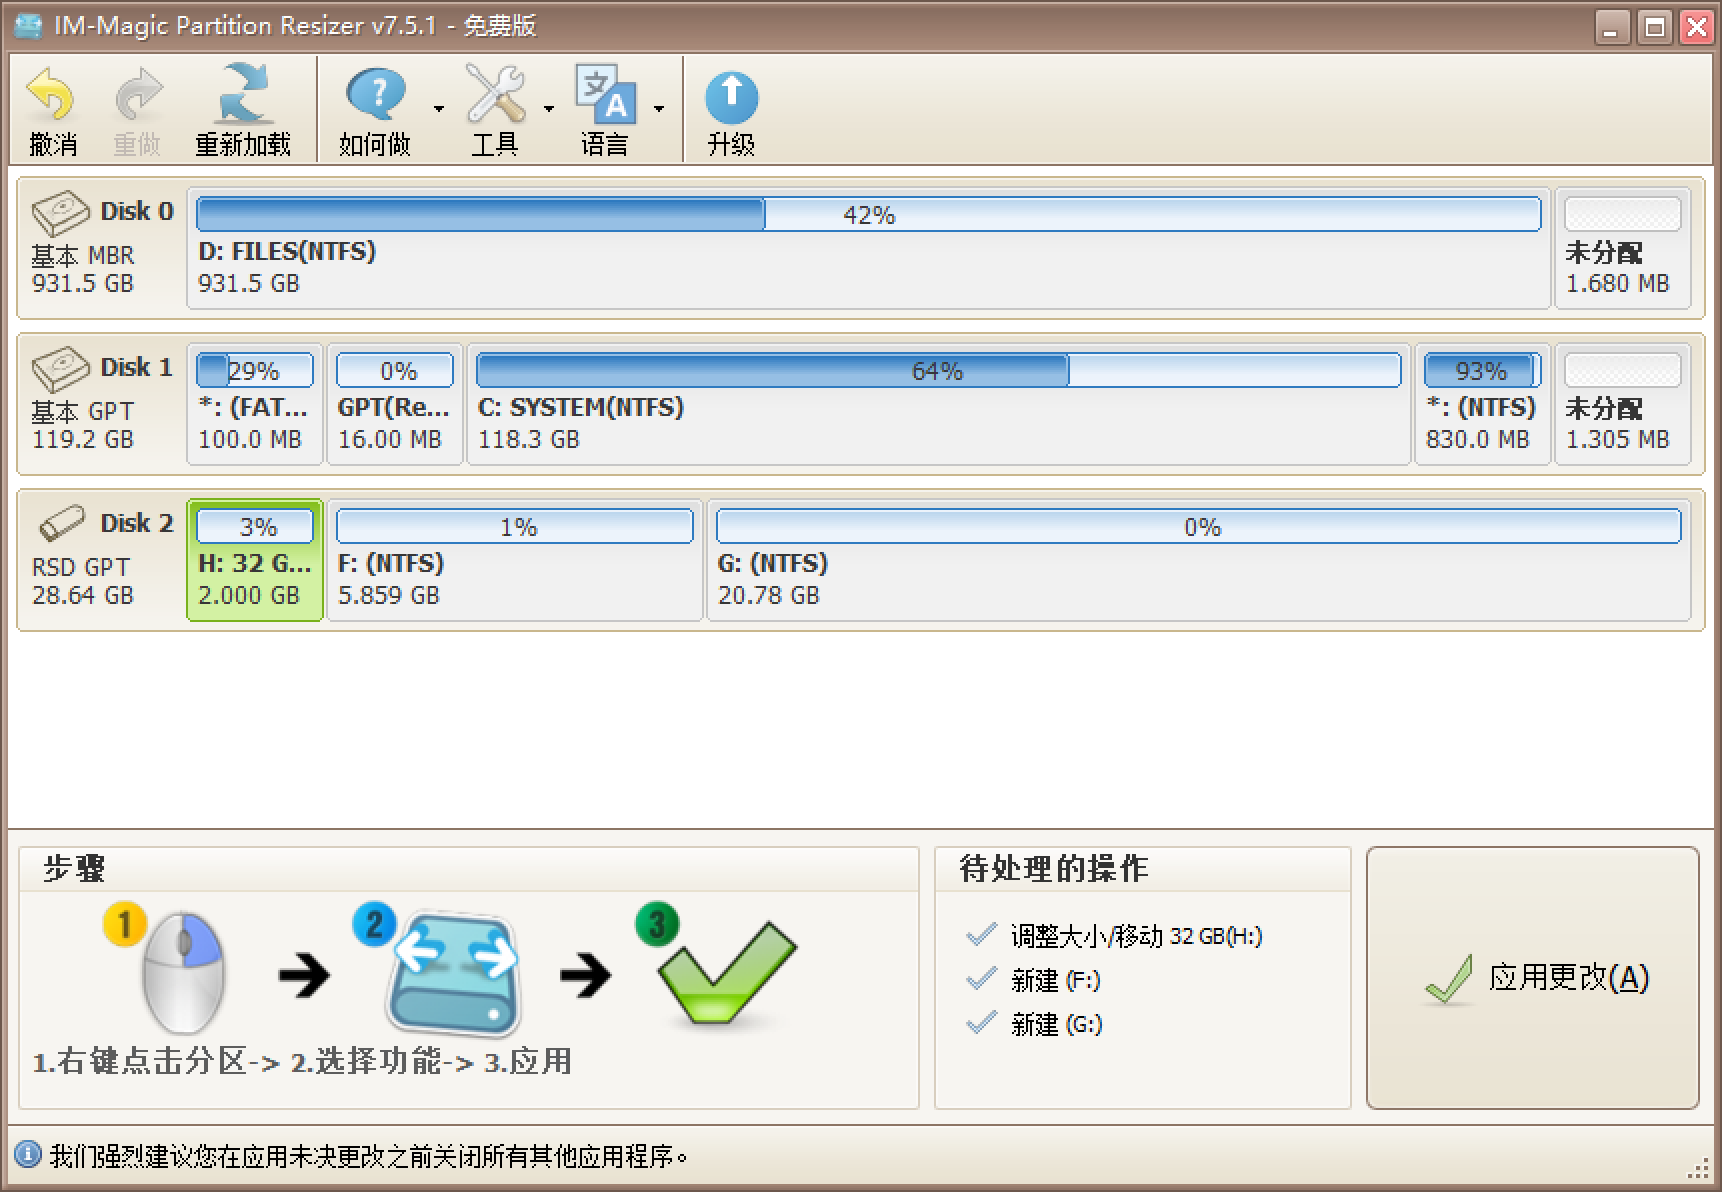 IM-Magic Partition Resizer v7.5.1 - 免费版
撤消 重做 重新加载 如何做 工具 语言 升级
Disk 0
基本 MBR
931.5 GB
42%
D: FILES(NTFS)
931.5 GB
未分配
1.680 MB
Disk 1
基本 GPT
119.2 GB
29%
*: (FAT...
100.0 MB
0%
GPT(Re...
16.00 MB
64%
C: SYSTEM(NTFS)
118.3 GB
93%
*: (NTFS)
830.0 MB
未分配
1.305 MB
Disk 2
RSD GPT
28.64 GB
3%
H: 32 G...
2.000 GB
1%
F: (NTFS)
5.859 GB
0%
G: (NTFS)
20.78 GB
步骤
1 2 3
1.右键点击分区-> 2.选择功能-> 3.应用
待处理的操作
调整大小/移动 32 GB(H:)
新建 (F:)
新建 (G:)
应用更改(A)
我们强烈建议您在应用未决更改之前关闭所有其他应用程序。